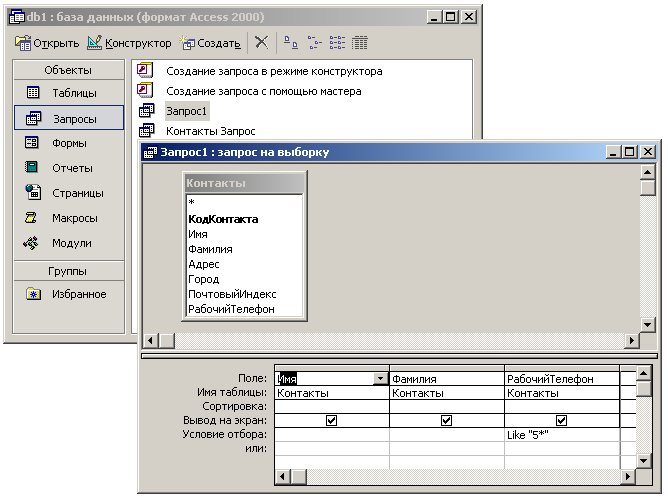 db1 : база данных (формат Access 2000)
Открыть Конструктор Создать
Объекты
Таблицы
Запросы
Формы
Отчеты
Страницы
Макросы
Модули
Группы
Избранное
Создание запроса в режиме конструктора
Создание запроса с помощью мастера
Запрос1
Контакты Запрос
Запрос1 : запрос на выборку
Контакты
*
КодКонтакта
Имя
Фамилия
Адрес
Город
ПочтовыйИндекс
РабочийТелефон
Поле: Имя Фамилия РабочийТелефон
Имя таблицы: Контакты Контакты Контакты
Сортировка:
Вывод на экран:
Условие отбора: Like "5*"
или: